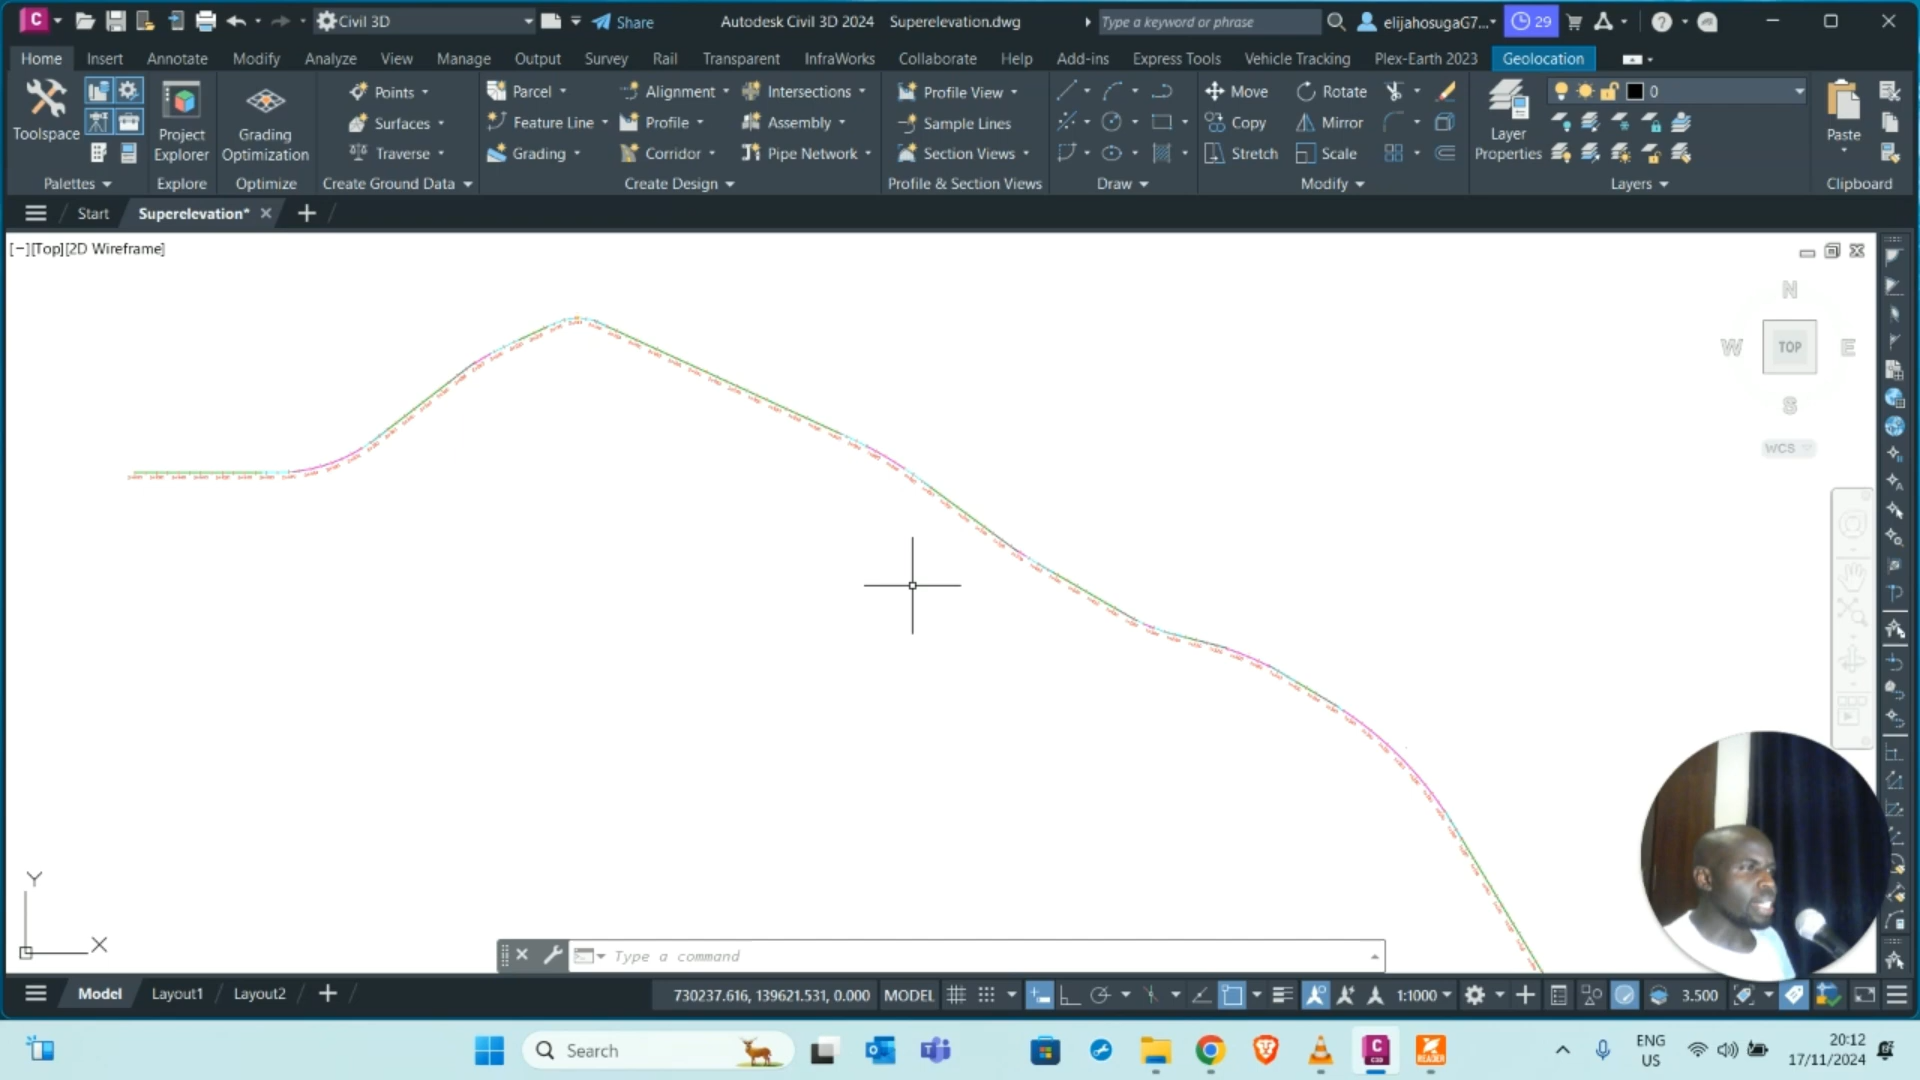 C Civil 3D Share Autodesk Civil 3D 2024 Superelevation.dwg Type a keyword or phrase elijahosugaG7... 29
Home Insert Annotate Modify Analyze View Manage Output Survey Rail Transparent InfraWorks Collaborate Help Add-ins Express Tools Vehicle Tracking Plex-Earth 2023 Geolocation
Points Parcel Alignment Intersections Profile View Move Rotate 0
Toolspace Project Explorer Grading Optimization Surfaces Feature Line Profile Assembly Sample Lines Copy Mirror Layer Properties Paste
Traverse Grading Corridor Pipe Network Section Views Stretch Scale
Palettes Explore Optimize Create Ground Data Create Design Profile & Section Views Draw Modify Layers Clipboard
Start Superelevation*
[−][Top][2D Wireframe]
N
W TOP E
S
WCS
Y
X
Type a command
Model Layout1 Layout2 730237.616, 139621.531, 0.000 MODEL 1:1000 3.500
Search C C3D READER ENG
US
20:12
17/11/2024